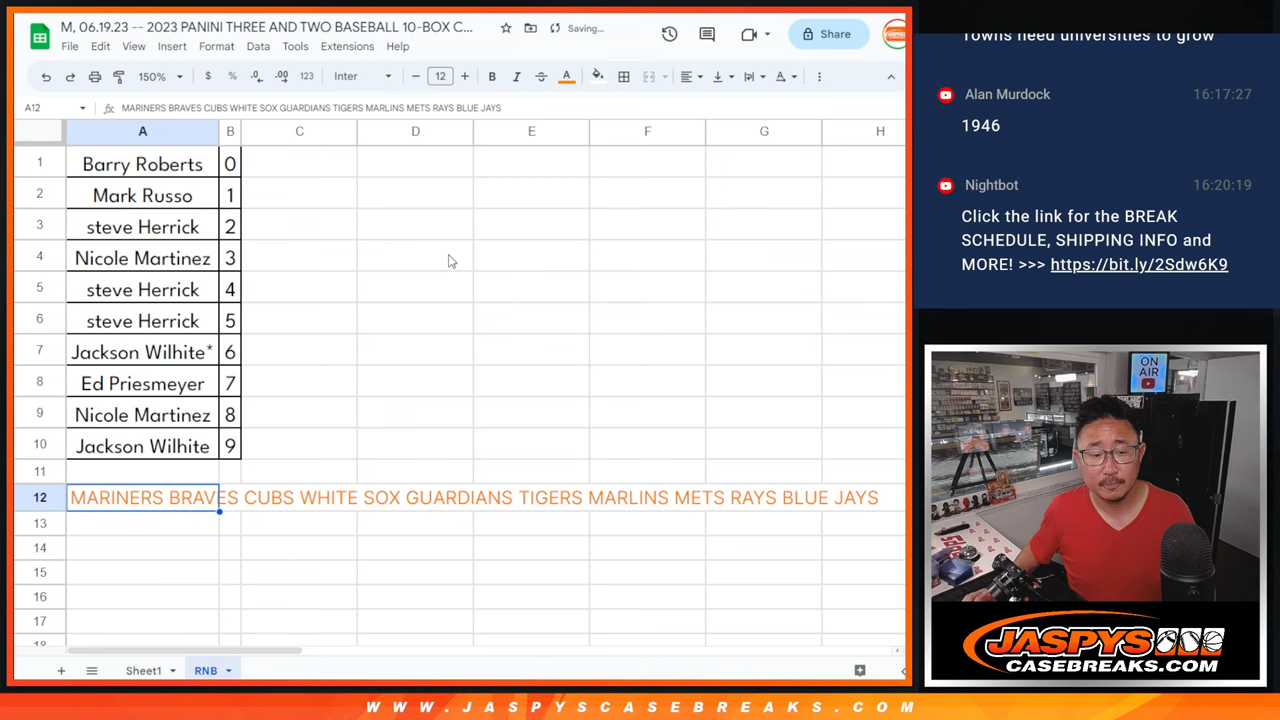 M, 06.19.23 -- 2023 PANINI THREE AND TWO BASEBALL 10-BOX C... Saving...
File Edit View Insert Format Data Tools Extensions Help
Share
150% $ % .0 .00 123 Inter - 12 + B I A
A12 fx MARINERS BRAVES CUBS WHITE SOX GUARDIANS TIGERS MARLINS METS RAYS BLUE JAYS
A B C D E F G H
1 Barry Roberts 0
2 Mark Russo 1
3 steve Herrick 2
4 Nicole Martinez 3
5 steve Herrick 4
6 steve Herrick 5
7 Jackson Wilhite* 6
8 Ed Priesmeyer 7
9 Nicole Martinez 8
10 Jackson Wilhite 9
11
12 MARINERS BRAVES CUBS WHITE SOX GUARDIANS TIGERS MARLINS METS RAYS BLUE JAYS
13
14
15
16
17
18
+ Sheet1 RNB
Towns need universities to grow
Alan Murdock 16:17:27
1946
Nightbot 16:20:19
Click the link for the BREAK
SCHEDULE, SHIPPING INFO and
MORE! >>> https://bit.ly/2Sdw6K9
ON
AIR
JASPYS
CASEBREAKS.COM
WWW.JASPYSCASEBREAKS.COM